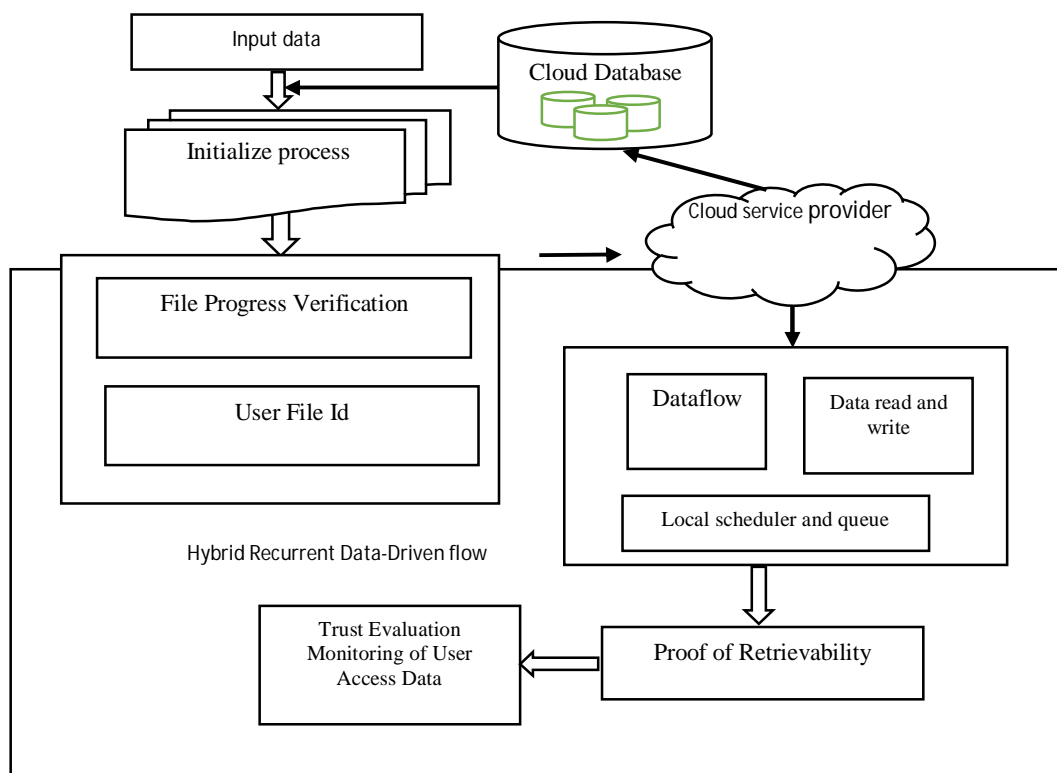 Input data
Cloud Database
Initialize process
Cloud service provider
File Progress Verification
User File Id
Dataflow
Data read and
write
Local scheduler and queue
Hybrid Recurrent Data-Driven flow
Trust Evaluation
Monitoring of User
Access Data
Proof of Retrievability